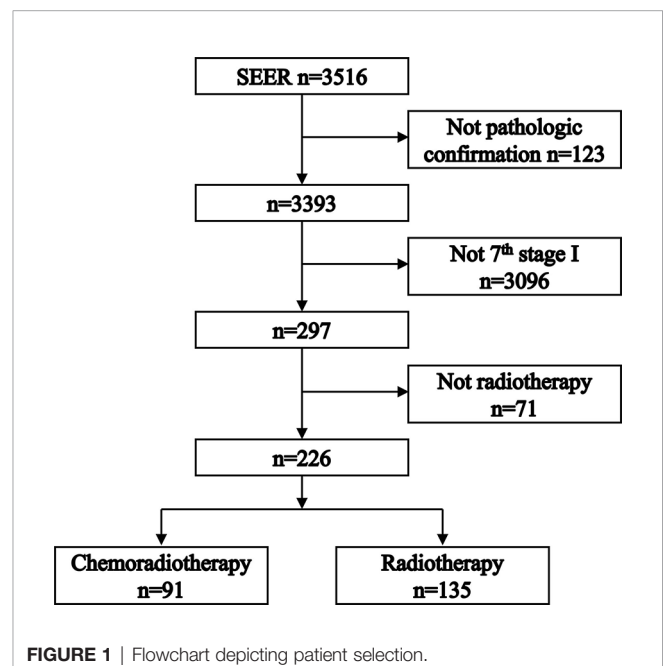 SEER n=3516
Not pathologic
confirmation n=123
n=3393
Not 7th stage I
n=3096
n=297
Not radiotherapy
n=71
n=226
Chemoradiotherapy
n=91
Radiotherapy
n=135
FIGURE 1 | Flowchart depicting patient selection.